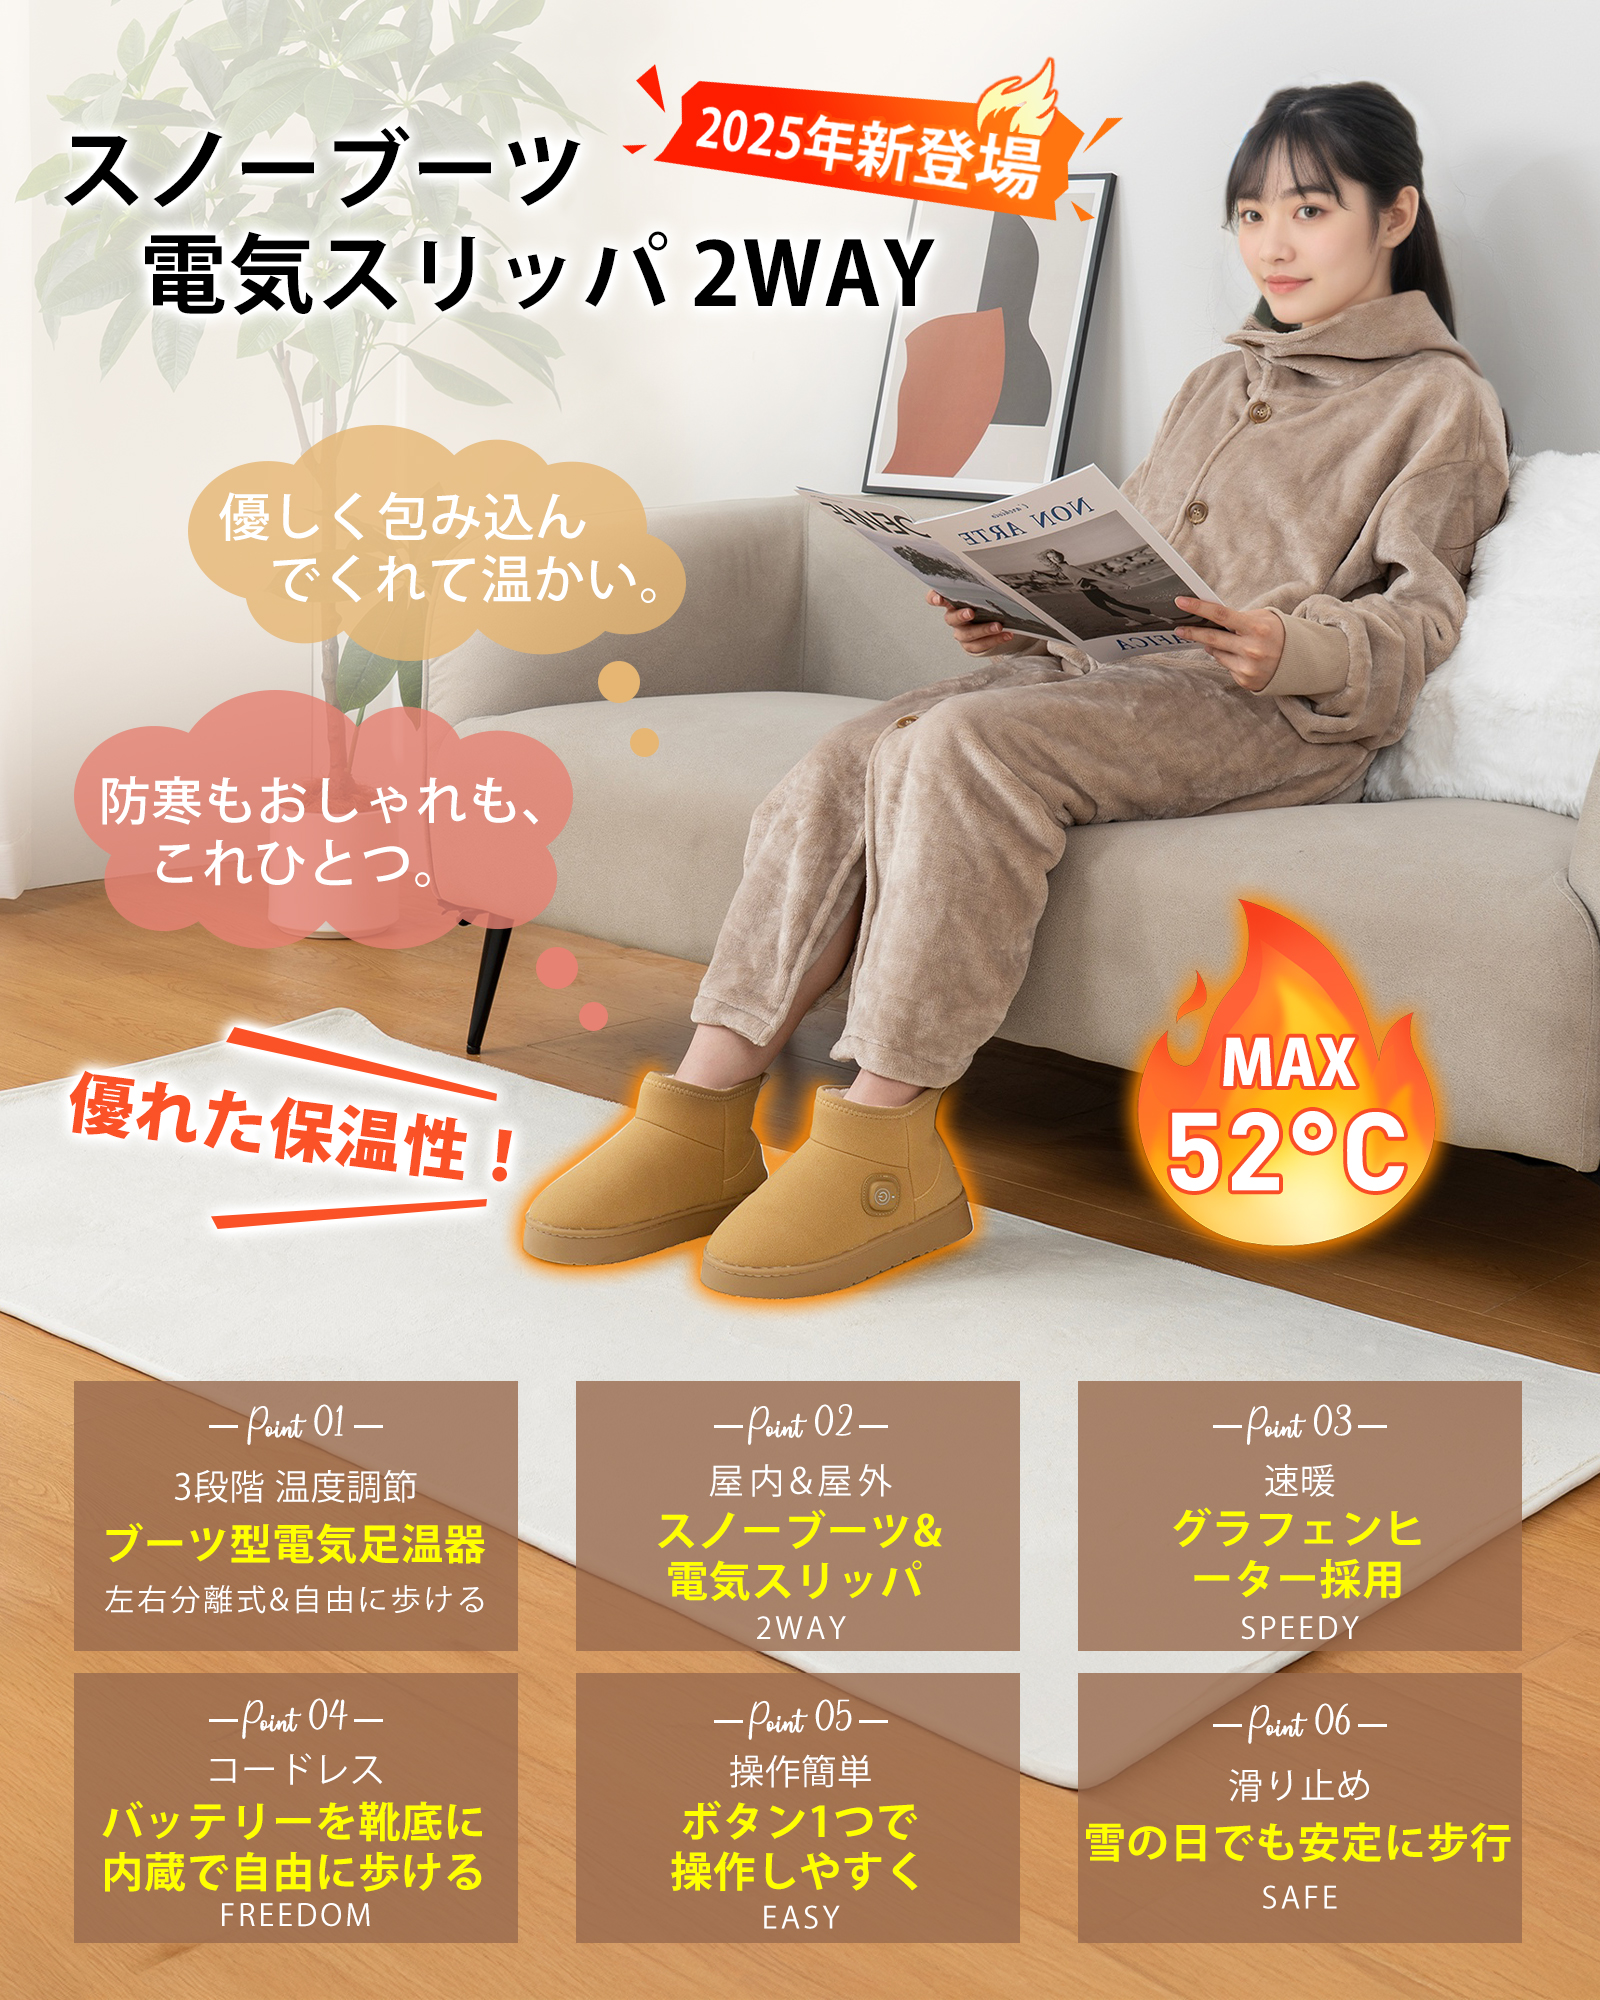 2025年新登場
スノーブーツ
電気スリッパ 2WAY
優しく包み込ん
でくれて温かい。
NON ARTE
防寒もおしゃれも、
これひとつ。
優れた保温性！
MAX
52°C
Point 01
3段階 温度調節
ブーツ型電気足温器
左右分離式&自由に歩ける
Point 02
屋内&屋外
スノーブーツ&
電気スリッパ
2WAY
Point 03
速暖
グラフェンヒ
ーター採用
SPEEDY
Point 04
コードレス
バッテリーを靴底に
内蔵で自由に歩ける
FREEDOM
Point 05
操作簡単
ボタン1つで
操作しやすく
EASY
Point 06
滑り止め
雪の日でも安定に歩行
SAFE